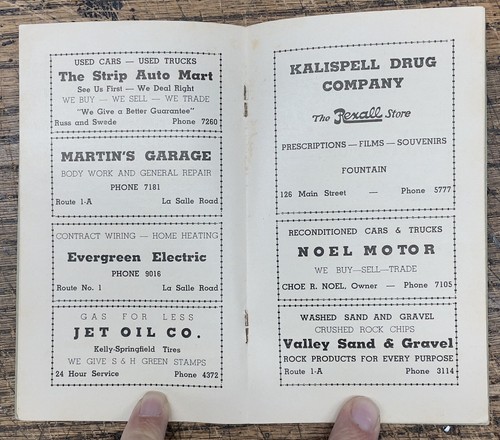 USED CARS — USED TRUCKS
The Strip Auto Mart
See Us First — We Deal Right
WE BUY — WE SELL — WE TRADE
"We Give a Better Guarantee"
Russ and Swede Phone 7260
MARTIN'S GARAGE
BODY WORK AND GENERAL REPAIR
PHONE 7181
Route 1-A La Salle Road
CONTRACT WIRING — HOME HEATING
Evergreen Electric
PHONE 9016
Route No. 1 La Salle Road
GAS FOR LESS
JET OIL CO.
Kelly-Springfield Tires
WE GIVE S & H GREEN STAMPS
24 Hour Service Phone 4372
KALISPELL DRUG
COMPANY
The Rexall Store
PRESCRIPTIONS — FILMS — SOUVENIRS
FOUNTAIN
126 Main Street — Phone 5777
RECONDITIONED CARS & TRUCKS
NOEL MOTOR
WE BUY—SELL—TRADE
CHOE R. NOEL, Owner — Phone 7105
WASHED SAND AND GRAVEL
CRUSHED ROCK CHIPS
Valley Sand & Gravel
ROCK PRODUCTS FOR EVERY PURPOSE
Route 1-A Phone 3114